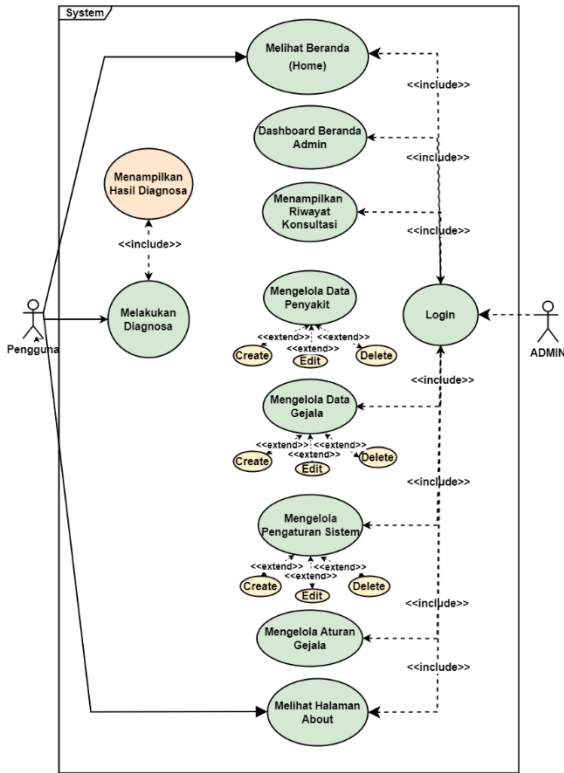 System
Melihat Beranda
(Home)
<<include>>
Dashboard Beranda
Admin
<<include>>
Menampilkan
Hasil Diagnosa
Menampilkan
Riwayat
Konsultasi
<<include>>
<<include>>
Mengelola Data
Penyakit
Melakukan
Diagnosa
Login
Pengguna
ADMIN
<<extend>>
<<extend>>
<<extend>>
Create
Edit
Delete
<<include>>
Mengelola Data
Gejala
<<extend>>
<<extend>>
<<extend>>
Create
Edit
Delete
<<include>>
Mengelola
Pengaturan Sistem
<<extend>>
<<extend>>
<<extend>>
Create
Edit
Delete
<<include>>
Mengelola Aturan
Gejala
<<include>>
Melihat Halaman
About